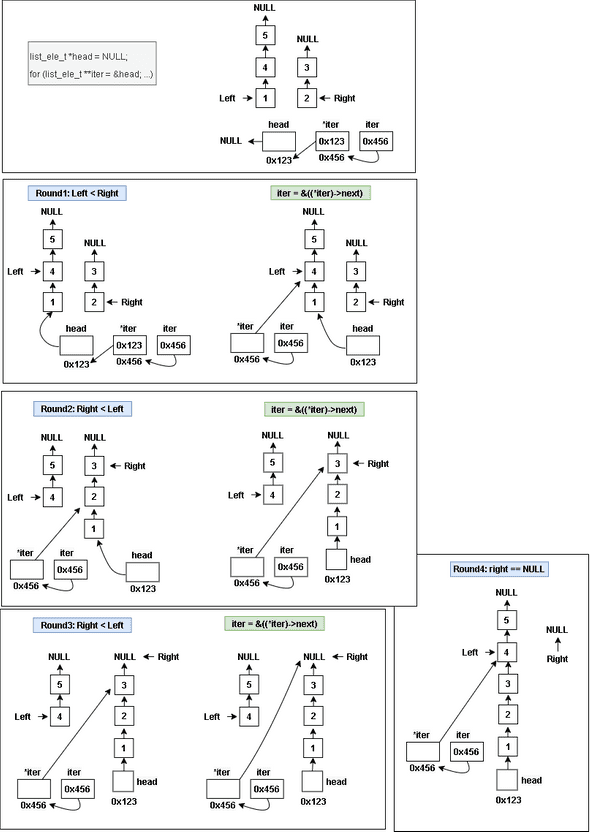 list_ele_t *head = NULL;
for (list_ele_t **iter = &head; ...)
NULL
5
NULL
4
3
Left
1
2
Right
head
*iter
iter
NULL
0x123
0x456
0x123
0x456
Round1: Left < Right
NULL
5
NULL
Left
4
3
1
2
Right
head
*iter
iter
0x123
0x456
0x123
0x456
iter = &((*iter)->next)
NULL
5
NULL
Left
4
3
1
2
Right
*iter
iter
head
0x456
0x456
0x123
Round2: Right < Left
NULL
NULL
5
3
Right
Left
4
2
1
*iter
iter
head
0x456
0x456
0x123
iter = &((*iter)->next)
NULL
NULL
5
3
Right
Left
4
2
1
*iter
iter
0x456
head
0x456
0x123
Round3: Right < Left
NULL
NULL
Right
5
3
Left
4
2
1
*iter
iter
0x456
head
0x456
0x123
iter = &((*iter)->next)
NULL
NULL
Right
5
3
Left
4
2
1
*iter
iter
0x456
head
0x456
0x123
Round4: right == NULL
NULL
5
NULL
Left
4
Right
3
2
*iter
iter
1
0x456
0x456
head
0x123